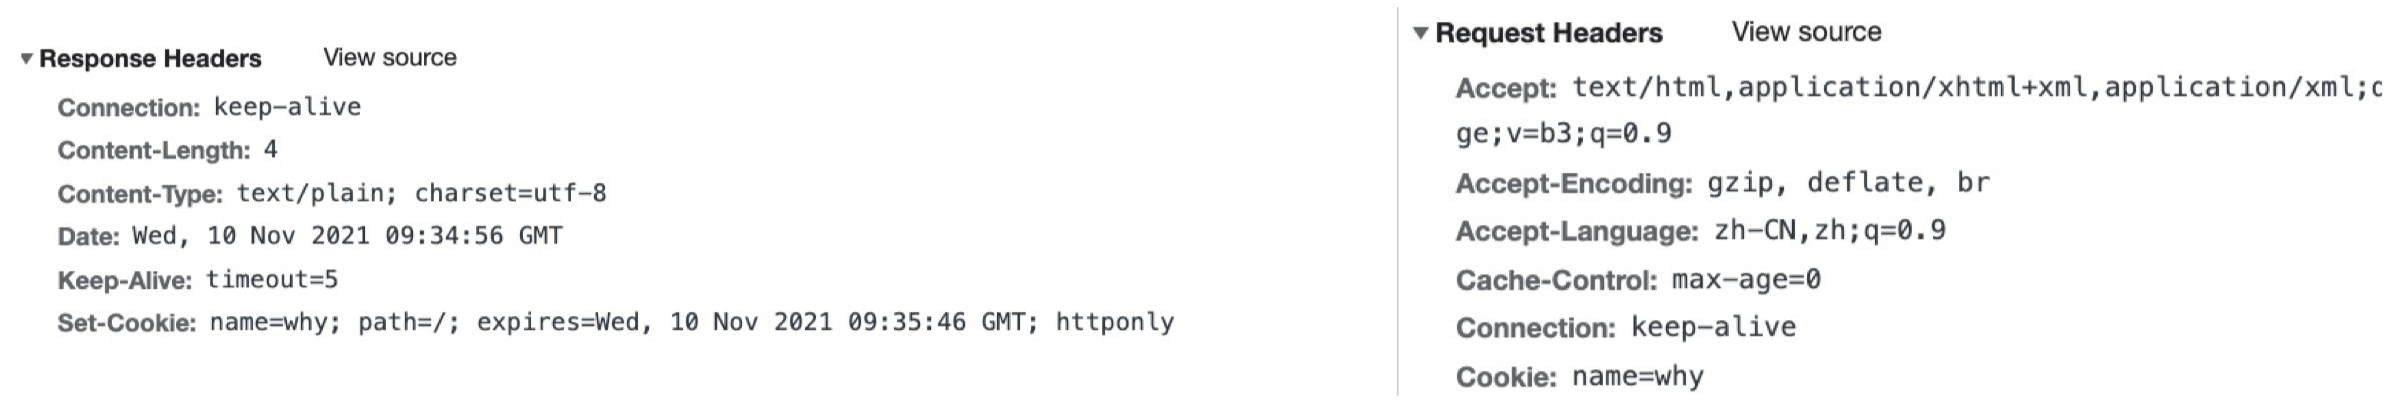 Response Headers View source
Connection: keep-alive
Content-Length: 4
Content-Type: text/plain; charset=utf-8
Date: Wed, 10 Nov 2021 09:34:56 GMT
Keep-Alive: timeout=5
Set-Cookie: name=why; path=/; expires=Wed, 10 Nov 2021 09:35:46 GMT; httponly
Request Headers View source
Accept: text/html,application/xhtml+xml,application/xml;
ge;v=b3;q=0.9
Accept-Encoding: gzip, deflate, br
Accept-Language: zh-CN,zh;q=0.9
Cache-Control: max-age=0
Connection: keep-alive
Cookie: name=why